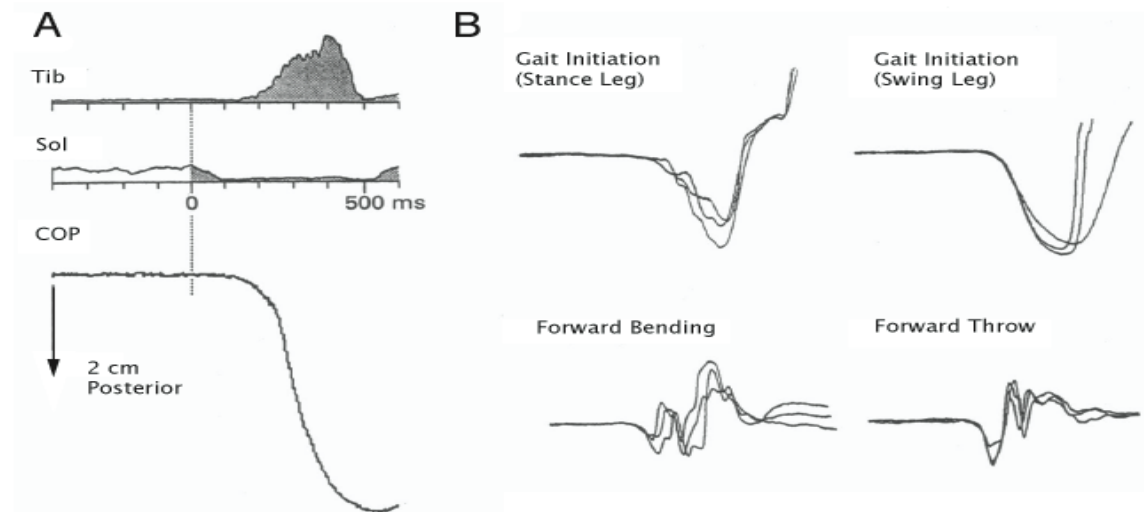 A
Tib
Sol
0
500 ms
COP
2 cm
Posterior
B
Gait Initiation
(Stance Leg)
Gait Initiation
(Swing Leg)
Forward Bending
Forward Throw